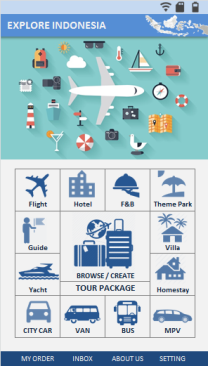 EXPLORE INDONESIA
Flight Hotel F&B Theme Park
Guide
Villa
BROWSE / CREATE
TOUR PACKAGE
Yacht
Homestay
CITY CAR VAN BUS MPV
MY ORDER INBOX ABOUT US SETTING